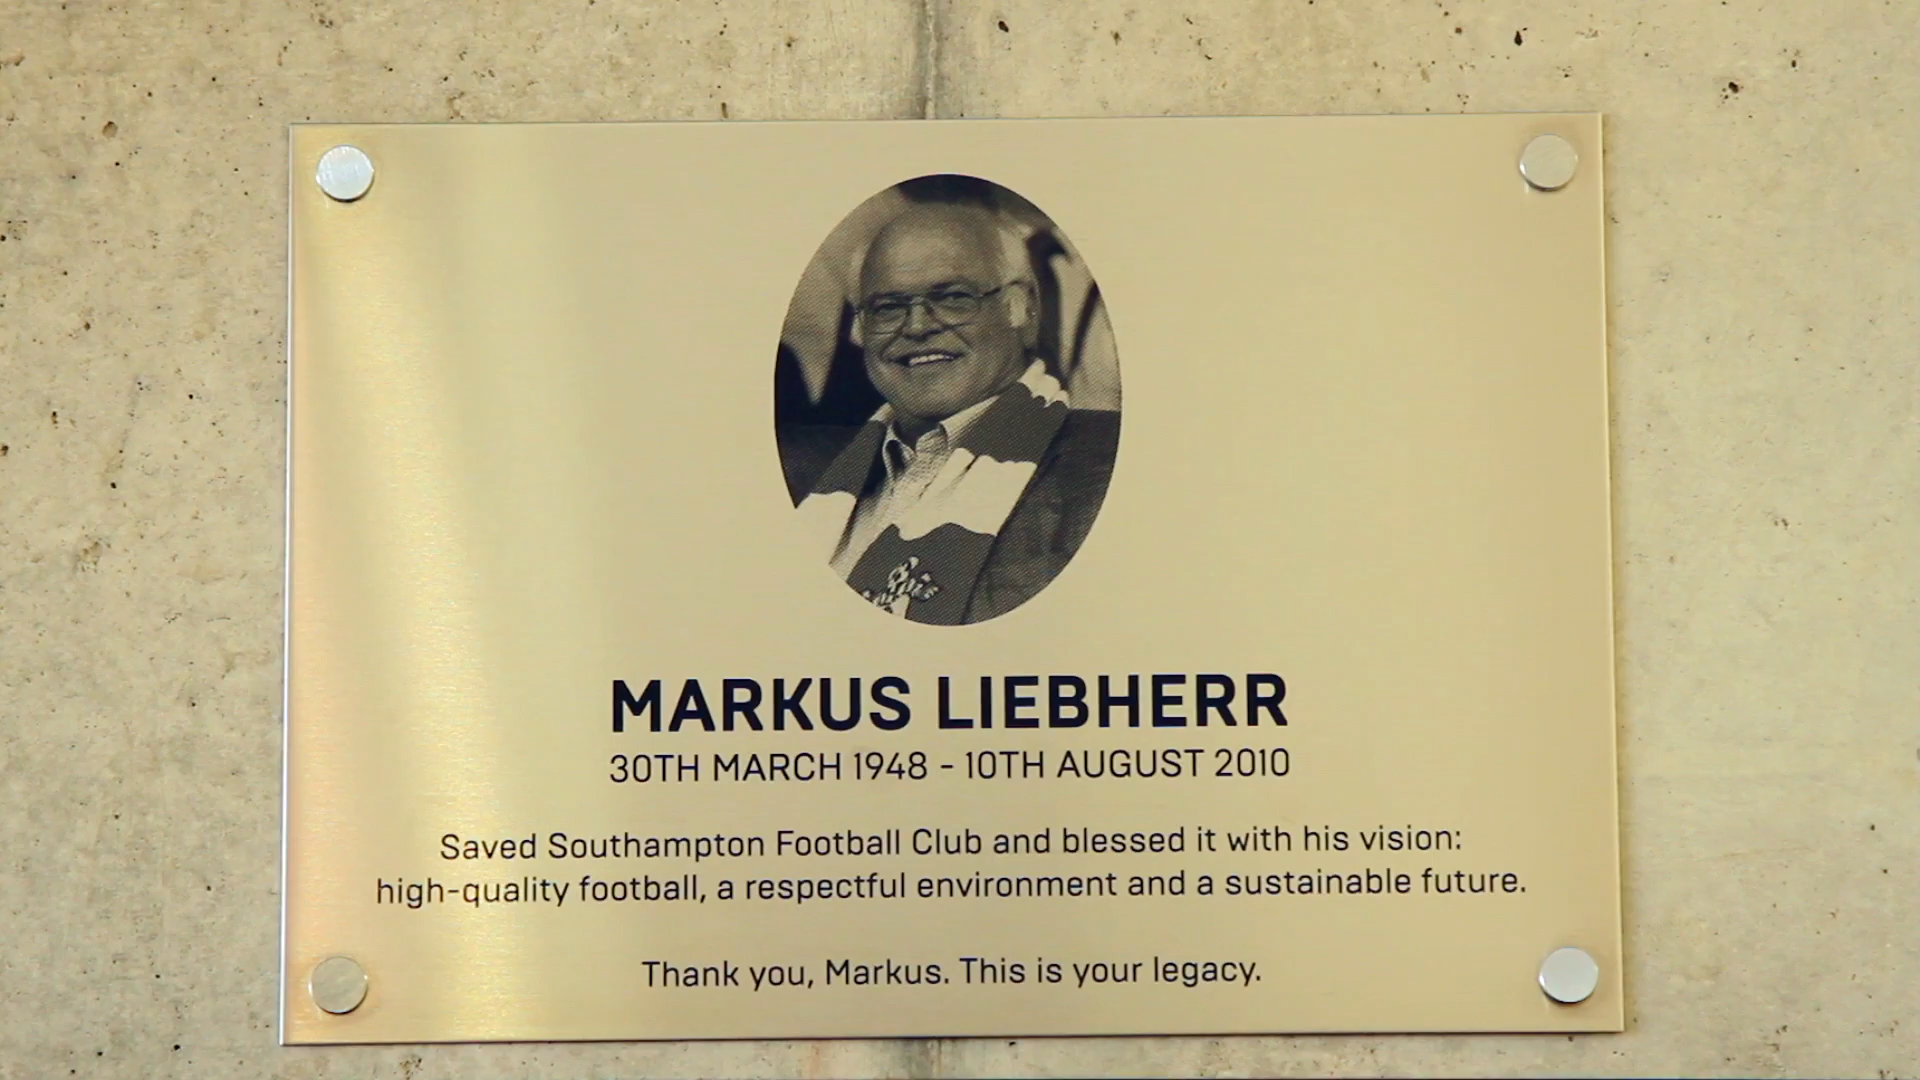 MARKUS LIEBHERR
30TH MARCH 1948 - 10TH AUGUST 2010
Saved Southampton Football Club and blessed it with his vision:
high-quality football, a respectful environment and a sustainable future.
Thank you, Markus. This is your legacy.